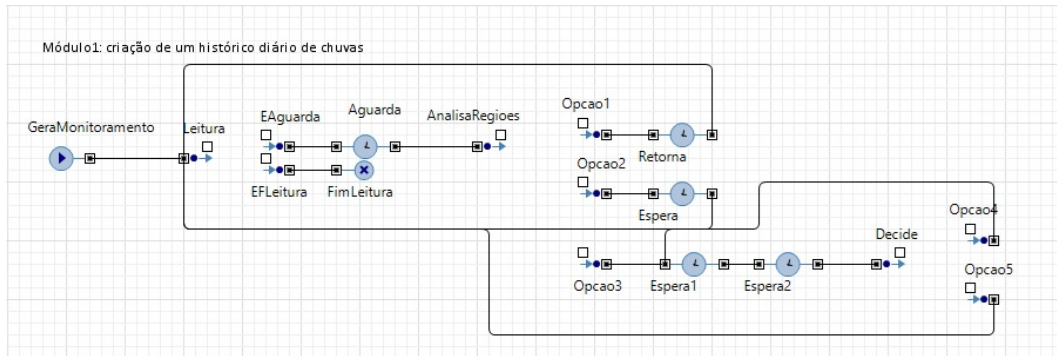 Módulo1: criação de um histórico diário de chuvas
GeraMonitoramento
Leitura
EAguarda
Aguarda
AnalisaRegioes
EFLeitura
FimLeitura
Opcao1
Retorna
Opcao2
Espera
Opcao3
Espera1
Espera2
Decide
Opcao4
Opcao5